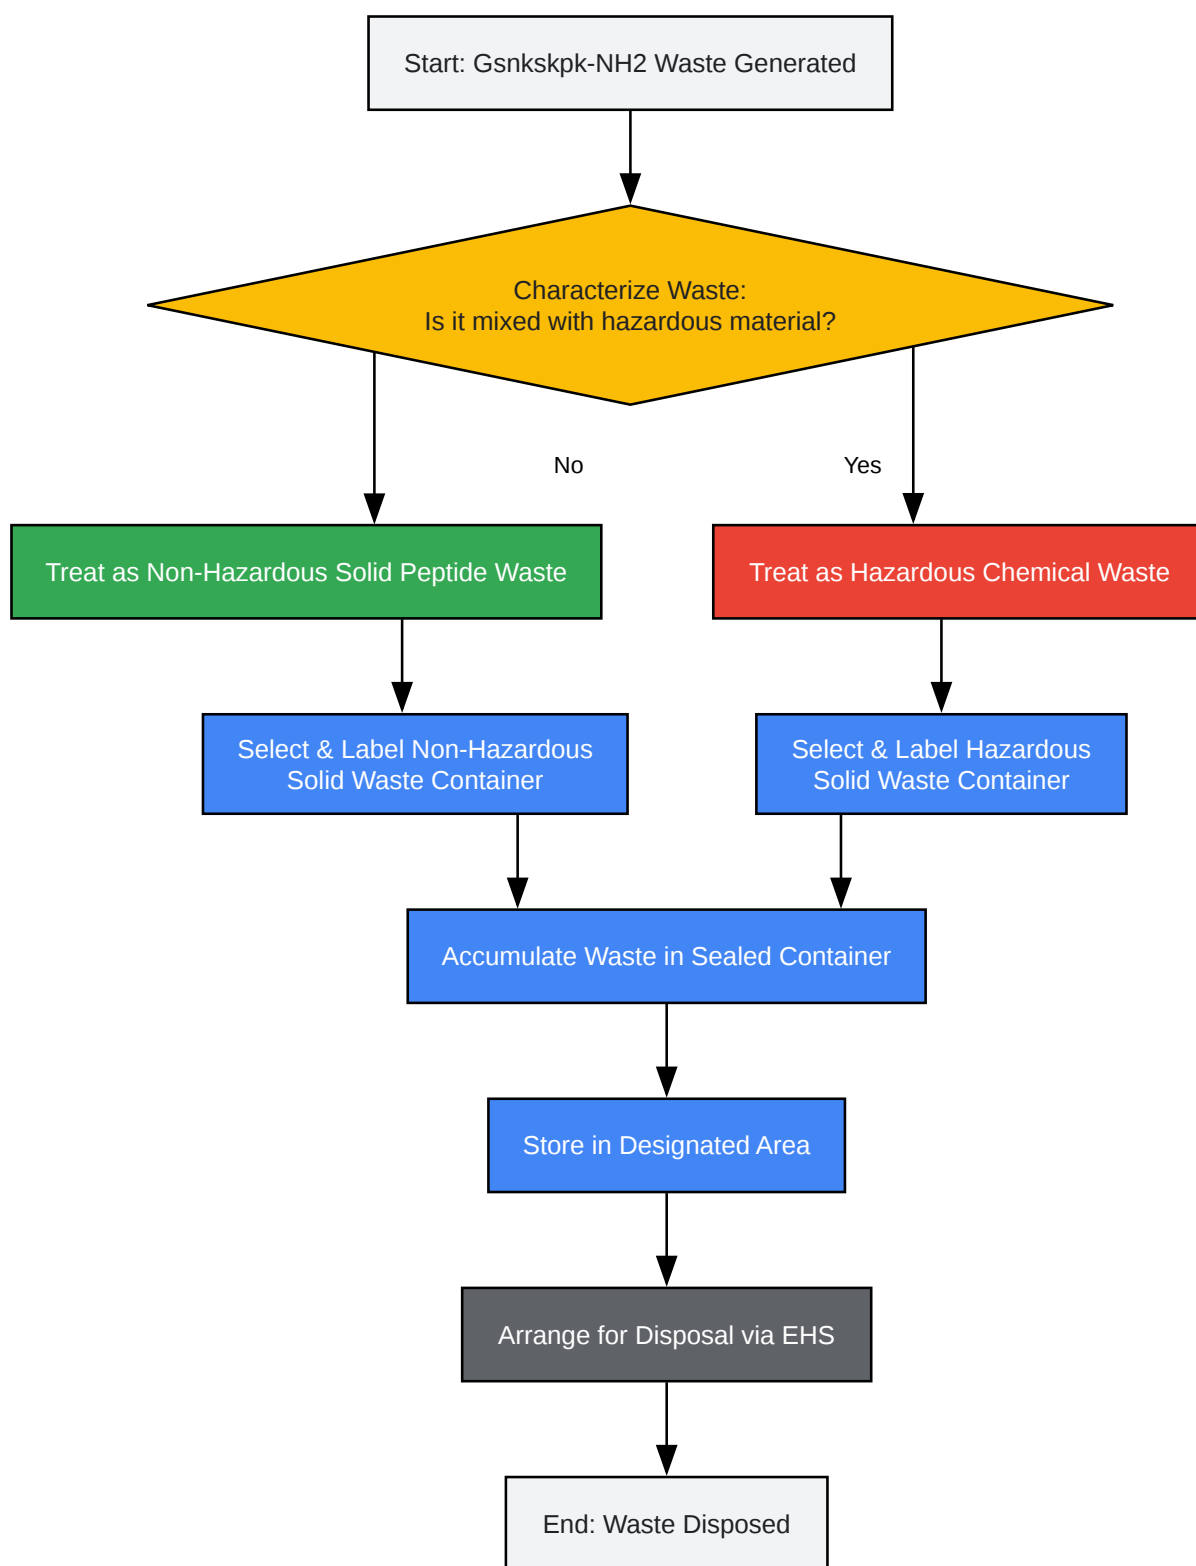 Start: Gsnkskpk-NH2 Waste Generated
Characterize Waste:
Is it mixed with hazardous material?
No
Yes
Treat as Non-Hazardous Solid Peptide Waste
Treat as Hazardous Chemical Waste
Select & Label Non-Hazardous
Solid Waste Container
Select & Label Hazardous
Solid Waste Container
Accumulate Waste in Sealed Container
Store in Designated Area
Arrange for Disposal via EHS
End: Waste Disposed